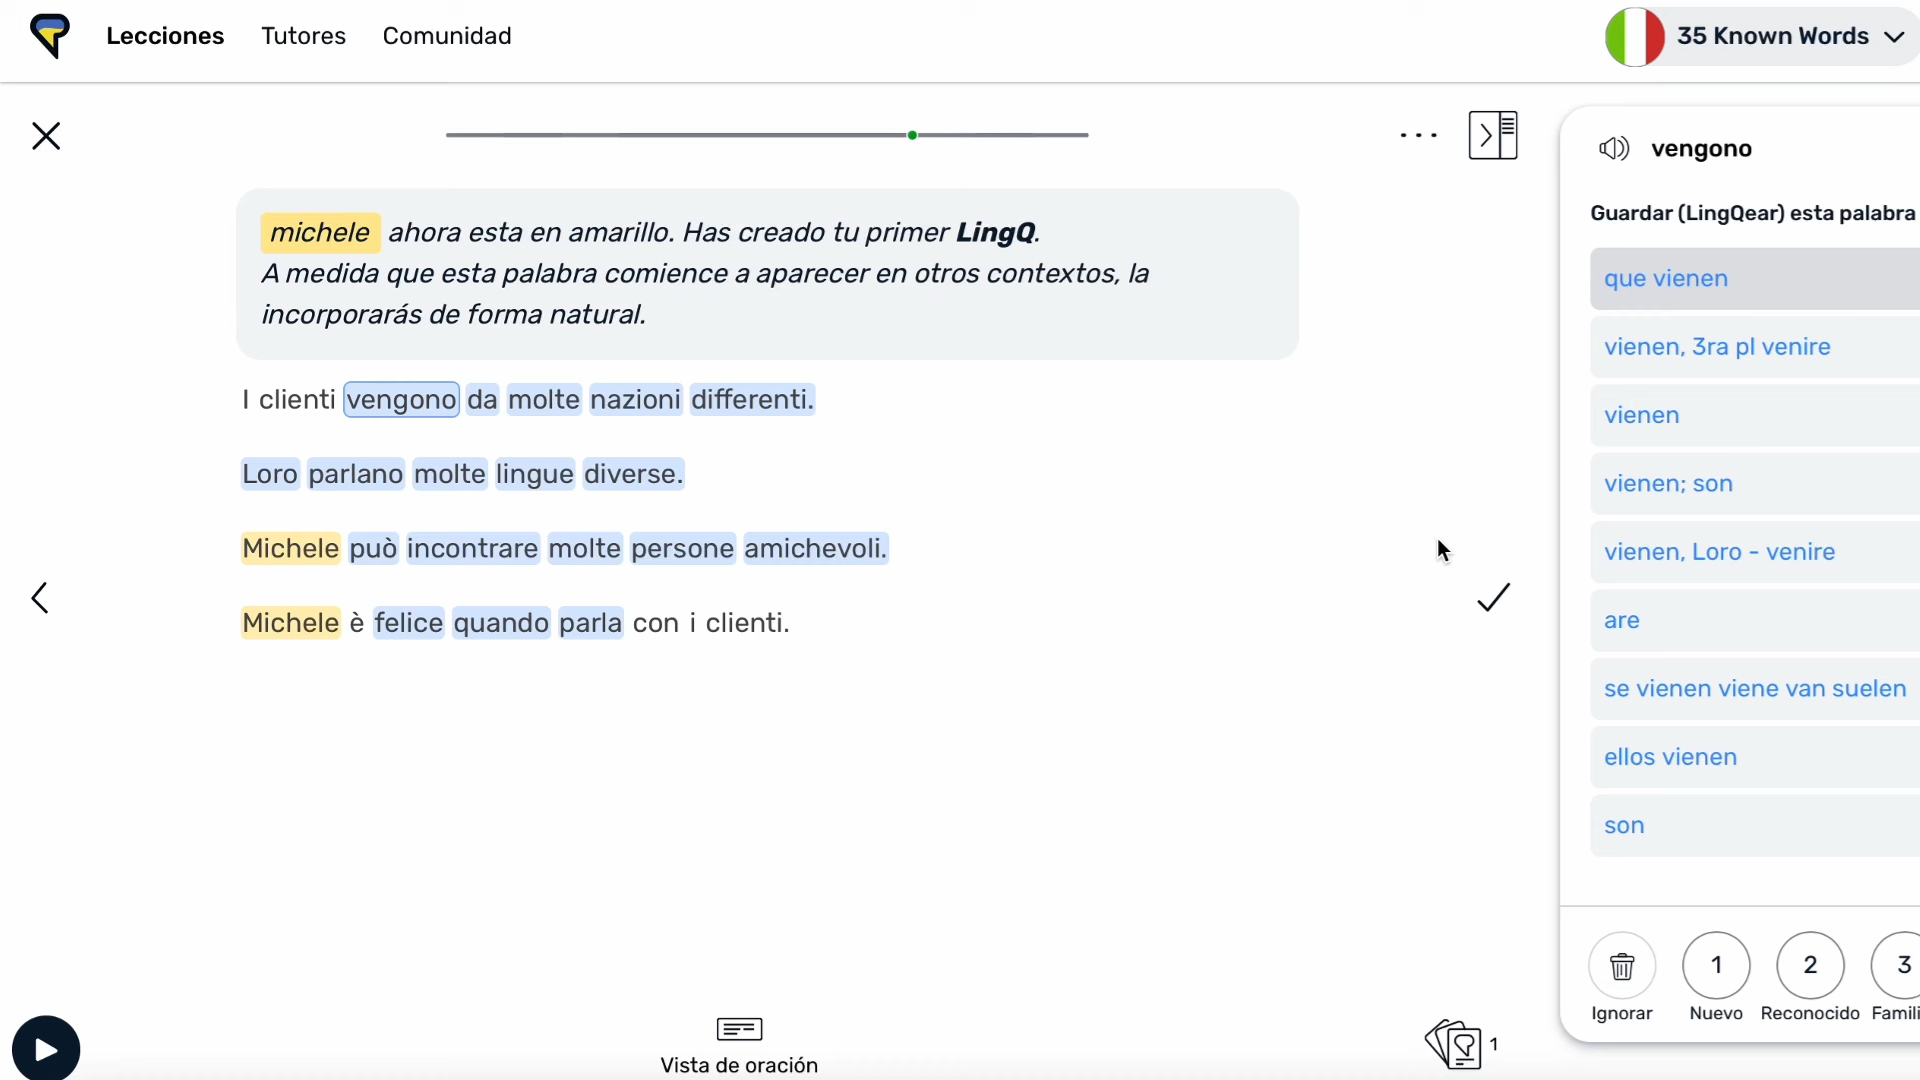 Lecciones Tutores Comunidad 35 Known Words
vengono
Guardar (LingQear) esta palabra
michele ahora esta en amarillo. Has creado tu primer LingQ.
A medida que esta palabra comience a aparecer en otros contextos, la
incorporarás de forma natural.
I clienti vengono da molte nazioni differenti.
Loro parlano molte lingue diverse.
Michele può incontrare molte persone amichevoli.
Michele è felice quando parla con i clienti.
que vienen
vienen, 3ra pl venire
vienen
vienen; son
vienen, Loro - venire
are
se vienen viene van suelen
ellos vienen
son
1 2 3
Ignorar Nuevo Reconocido Famili
Vista de oración
1